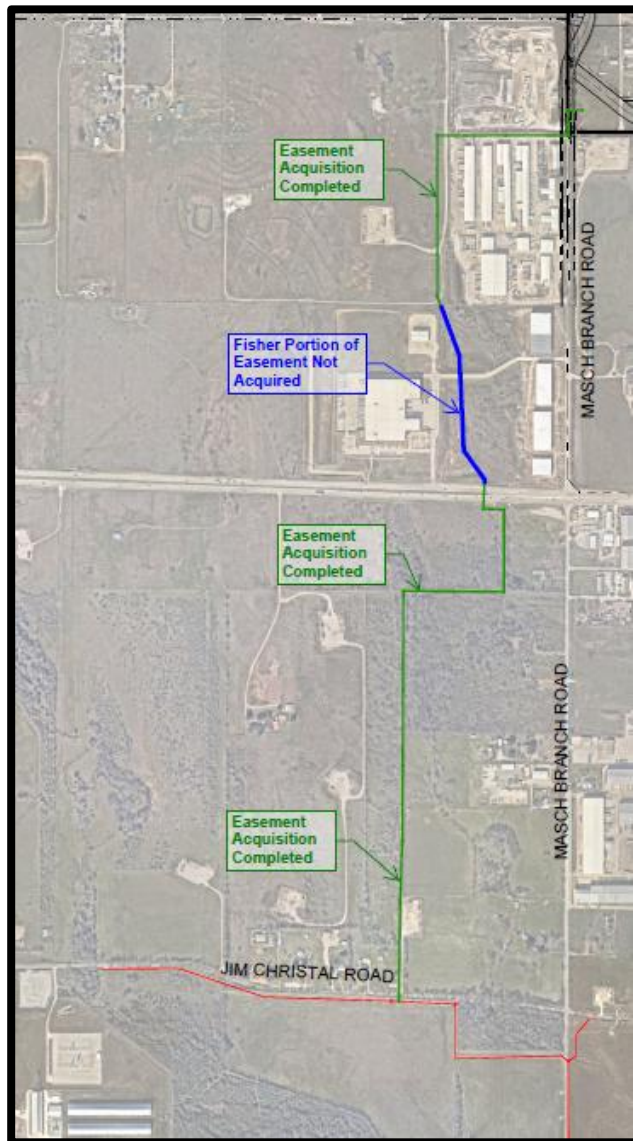 Easement
Acquisition
Completed
MASCH BRANCH ROAD
Fisher Portion of
Easement Not
Acquired
Easement
Acquisition
Completed
MASCH BRANCH ROAD
Easement
Acquisition
Completed
JIM CHRISTAL ROAD